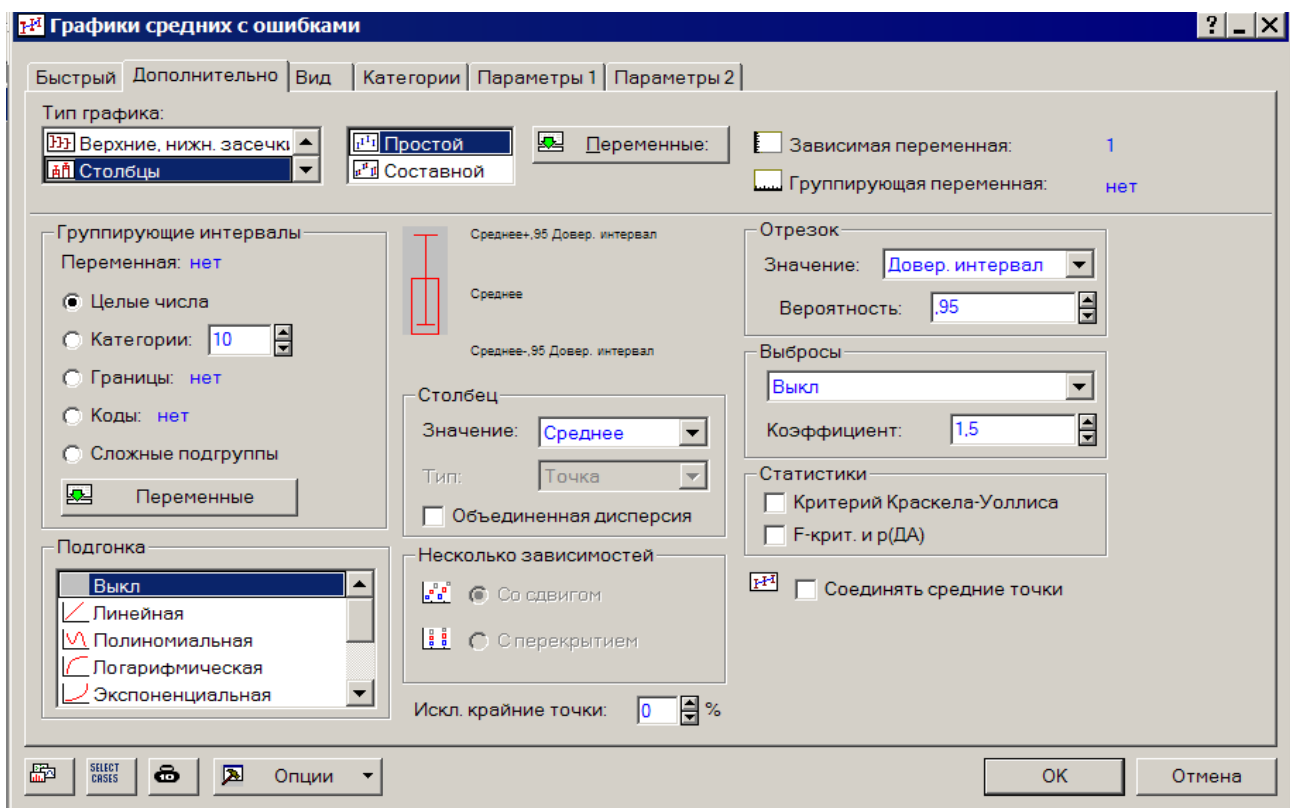 Графики средних с ошибками
Быстрый Дополнительно Вид Категории Параметры 1 Параметры 2
Тип графика:
Верхние, нижн. засечки
Столбцы
Простой
Составной
Переменные:
Зависимая переменная: 1
Группирующая переменная: нет
Группирующие интервалы
Переменная: нет
Целые числа
Категории: 10
Границы: нет
Коды: нет
Сложные подгруппы
Переменные
Подгонка
Выкл
Линейная
Полиномиальная
Логарифмическая
Экспоненциальная
Среднее+,95 Довер. интервал
Среднее
Среднее-,95 Довер. интервал
Столбец
Значение: Среднее
Тип: Точка
Объединенная дисперсия
Несколько зависимостей
Со сдвигом
С перекрытием
Искл. крайние точки: 0 %
Отрезок
Значение: Довер. интервал
Вероятность: ,95
Выбросы
Выкл
Коэффициент: 1,5
Статистики
Критерий Краскела-Уоллиса
F-крит. и р(ДА)
Соединять средние точки
SELECT
CASES
Опции
OK
Отмена